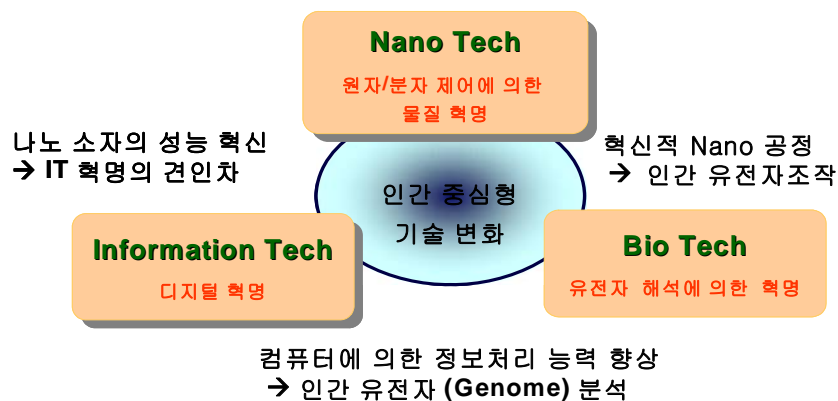 Nano Tech
원자/분자 제어에 의한
물질 혁명
나노 소자의 성능 혁신
→ IT 혁명의 견인차
혁신적 Nano 공정
→ 인간 유전자조작
인간 중심형
기술 변화
Information Tech
디지털 혁명
Bio Tech
유전자 해석에 의한 혁명
컴퓨터에 의한 정보처리 능력 향상
→ 인간 유전자 (Genome) 분석